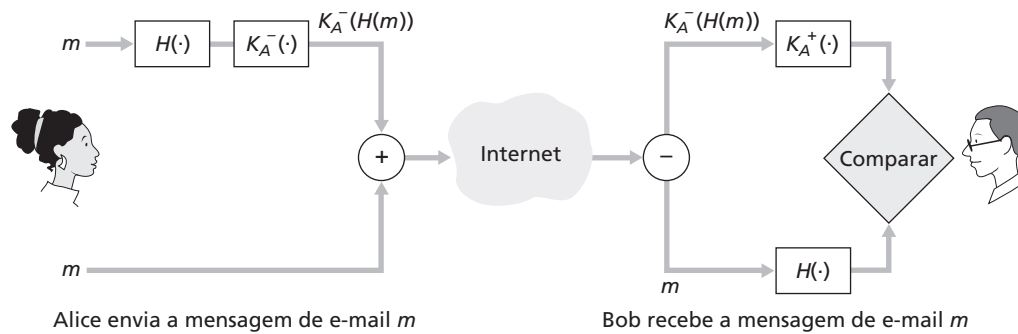 K_A^-(H(m))
K_A^-(H(m))
m
H(·)
K_A^-(·)
K_A^+(·)
+
Internet
–
Comparar
m
m
H(·)
Alice envia a mensagem de e-mail m
Bob recebe a mensagem de e-mail m